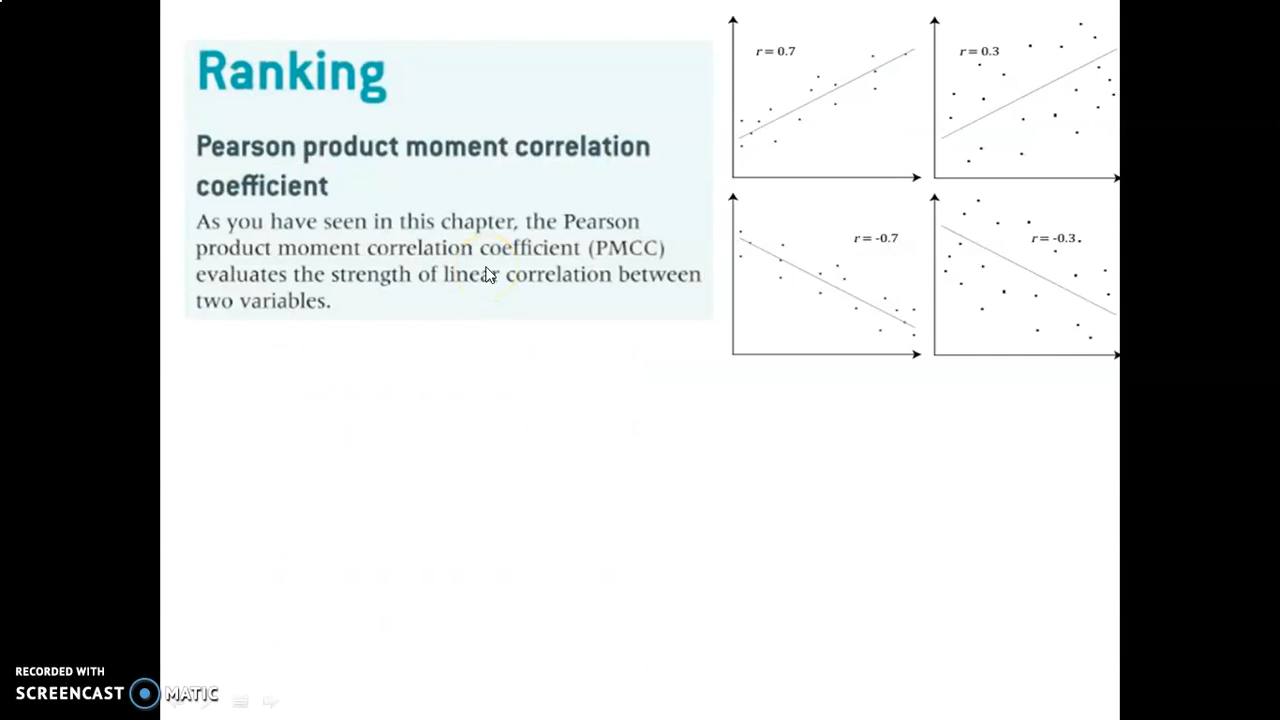 Ranking
Pearson product moment correlation
coefficient
As you have seen in this chapter, the Pearson
product moment correlation coefficient (PMCC)
evaluates the strength of linear correlation between
two variables.
r = 0.7
r = 0.3
r = -0.7
r = -0.3.
RECORDED WITH
SCREENCAST MATIC